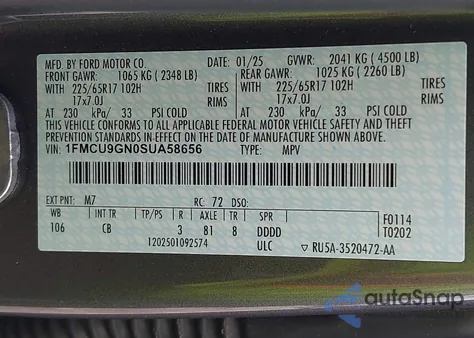 MFD. BY FORD MOTOR CO. 01/25 GVWR: 2041 KG ( 4500 LB)
FRONT GAWR: 1065 KG ( 2348 LB) REAR GAWR: 1025 KG ( 2260 LB)
WITH 225/65R17 102H TIRES WITH 225/65R17 102H TIRES
17x7.0J RIMS 17x7.0J RIMS
AT 230 kPa/ 33 PSI COLD AT 230 kPa/ 33 PSI COLD
THIS VEHICLE CONFORMS TO ALL APPLICABLE FEDERAL MOTOR VEHICLE SAFETY AND THEFT
PREVENTION STANDARDS IN EFFECT ON THE DATE OF MANUFACTURE SHOWN ABOVE.
VIN: 1FMCU9GN0SUA58656 TYPE: MPV
EXT PNT: M7 RC: 72 DSO:
WB INT TR TP/PS R AXLE TR SPR F0114
106 CB 3 81 8 DDDD T0202
1202501092574 ULC ▽ RU5A-3520472-AA
autoSnap